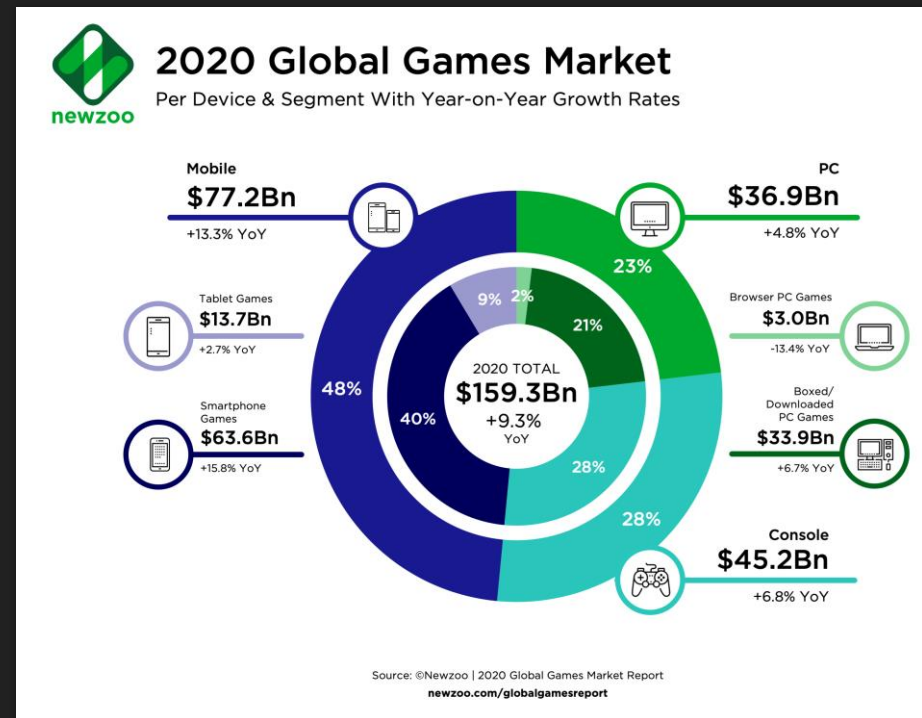 newzoo
2020 Global Games Market
Per Device & Segment With Year-on-Year Growth Rates
Mobile
$77.2Bn
+13.3% YoY
Tablet Games
$13.7Bn
+2.7% YoY
Smartphone
Games
$63.6Bn
+15.8% YoY
PC
$36.9Bn
+4.8% YoY
Browser PC Games
$3.0Bn
-13.4% YoY
Boxed/
Downloaded
PC Games
$33.9Bn
+6.7% YoY
Console
$45.2Bn
+6.8% YoY
23%
48%
28%
9%
2%
21%
40%
28%
2020 TOTAL
$159.3Bn
+9.3%
YoY
Source: ©Newzoo | 2020 Global Games Market Report
newzoo.com/globalgamesreport